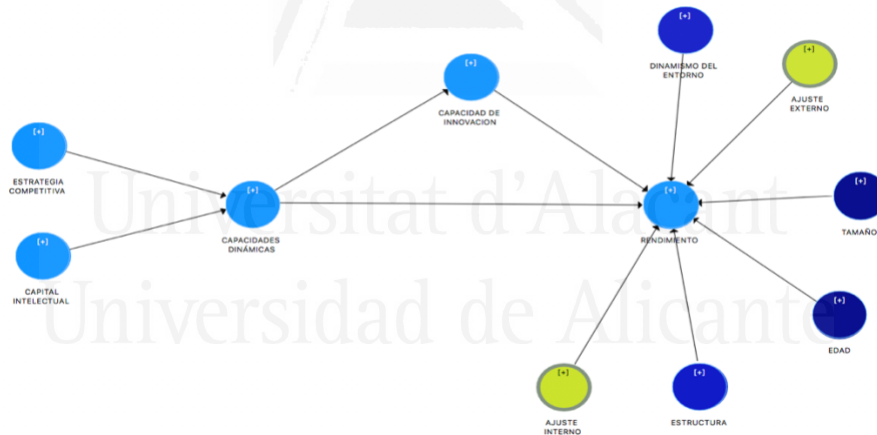 [+]
DINAMISMO DEL
ENTORNO
[+]
AJUSTE
EXTERNO
[+]
CAPACIDAD DE
INNOVACION
[+]
ESTRATEGIA
COMPETITIVA
[+]
CAPACIDADES
DINÁMICAS
[+]
RENDIMIENTO
[+]
TAMAÑO
[+]
CAPITAL
INTELECTUAL
[+]
EDAD
[+]
AJUSTE
INTERNO
[+]
ESTRUCTURA
Universitat d'Alacant
Universidad de Alicante